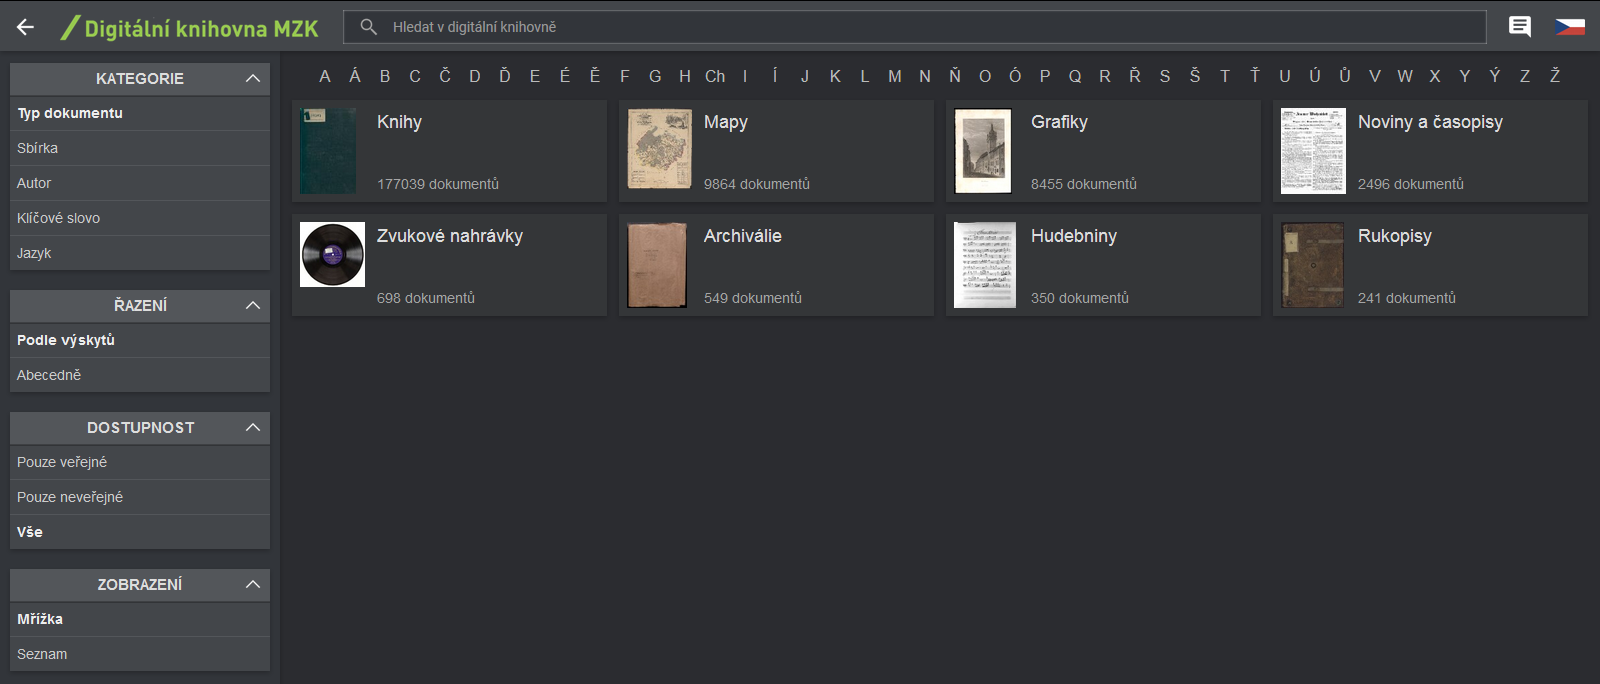 Digitální knihovna MZK
Hledat v digitální knihovně
KATEGORIE
Typ dokumentu
Sbírka
Autor
Klíčové slovo
Jazyk
ŘAZENÍ
Podle výskytů
Abecedně
DOSTUPNOST
Pouze veřejné
Pouze neveřejné
Vše
ZOBRAZENÍ
Mřížka
Seznam
A Á B C Č D Ď E É Ě F G H Ch I Í J K L M N Ň O Ó P Q R Ř S Š T Ť U Ú Ů V W X Y Ý Z Ž
Knihy
177039 dokumentů
Mapy
9864 dokumentů
Grafiky
8455 dokumentů
Noviny a časopisy
2496 dokumentů
Zvukové nahrávky
698 dokumentů
Archiválie
549 dokumentů
Hudebniny
350 dokumentů
Rukopisy
241 dokumentů